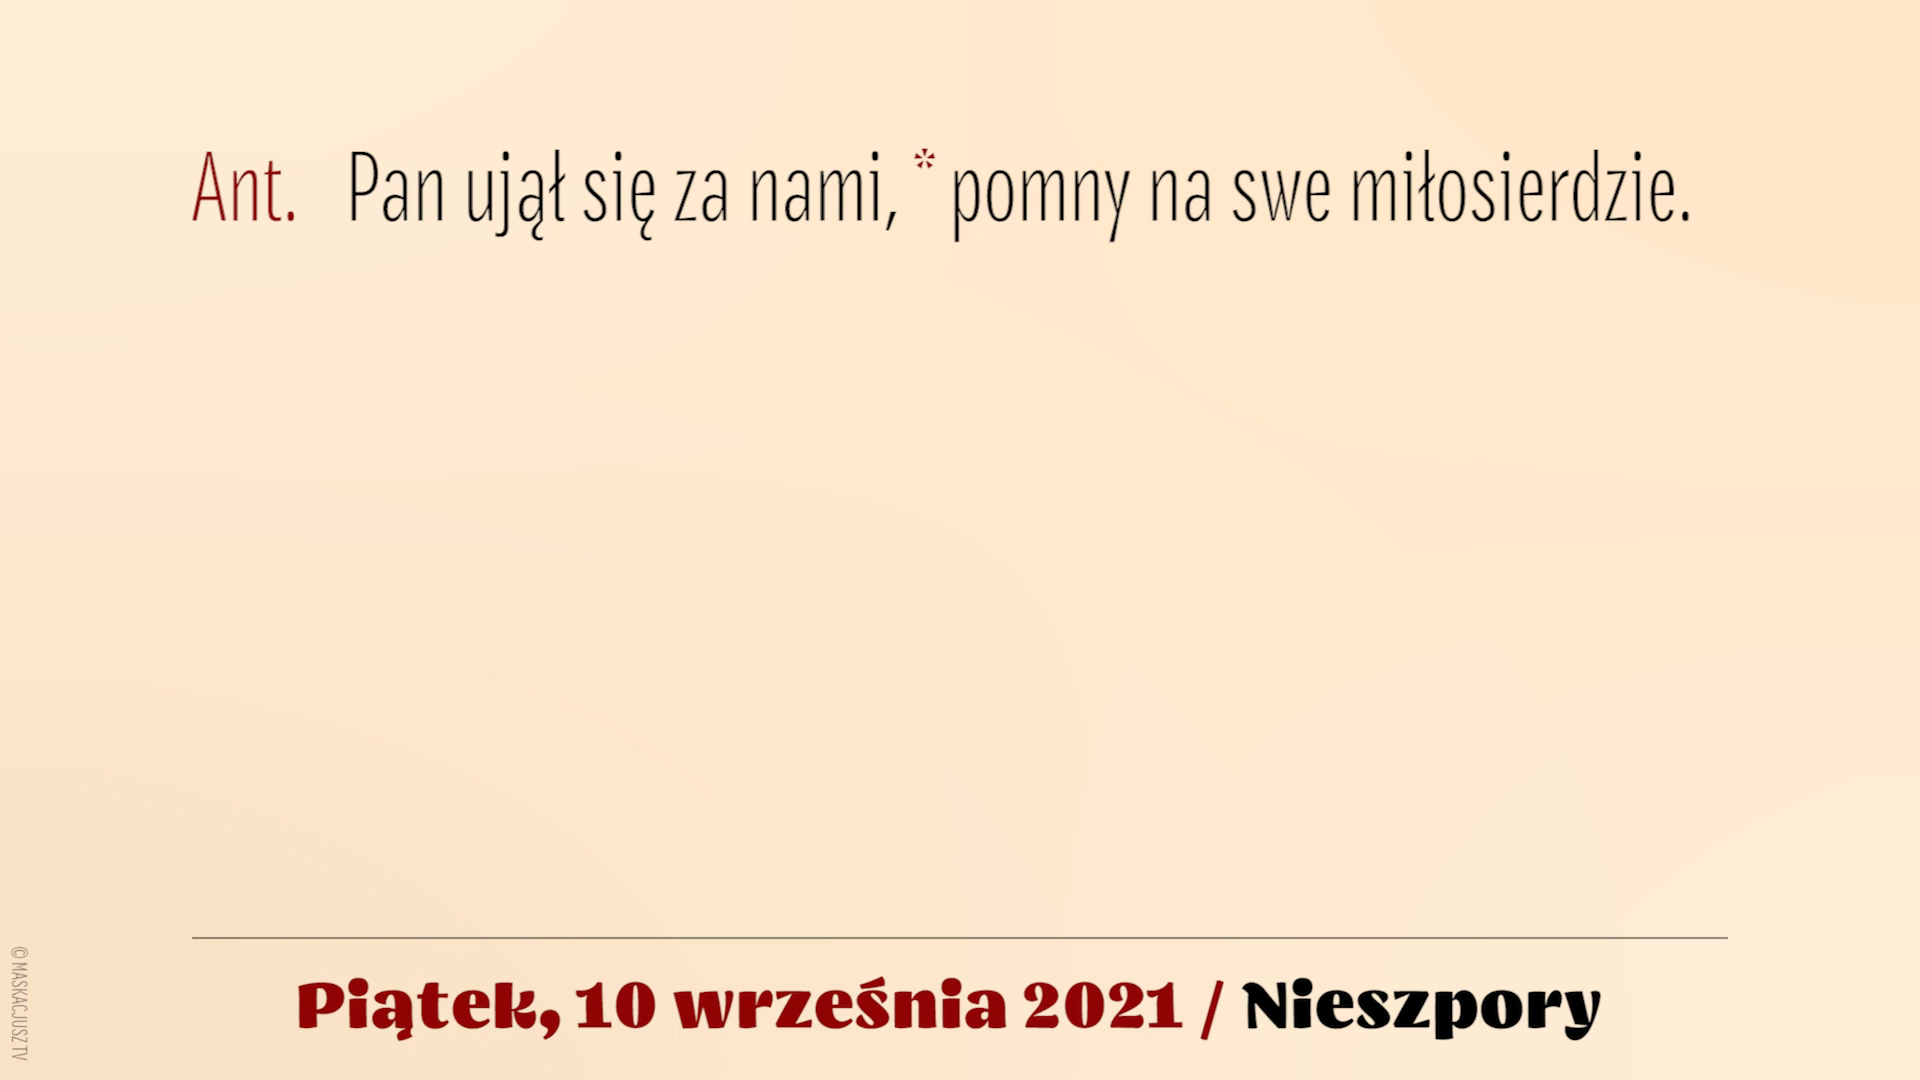 Ant. Pan ujął się za nami, * pomny na swe miłosierdzie.
Piątek, 10 września 2021 / Nieszpory
© MASKACJUSZ TV